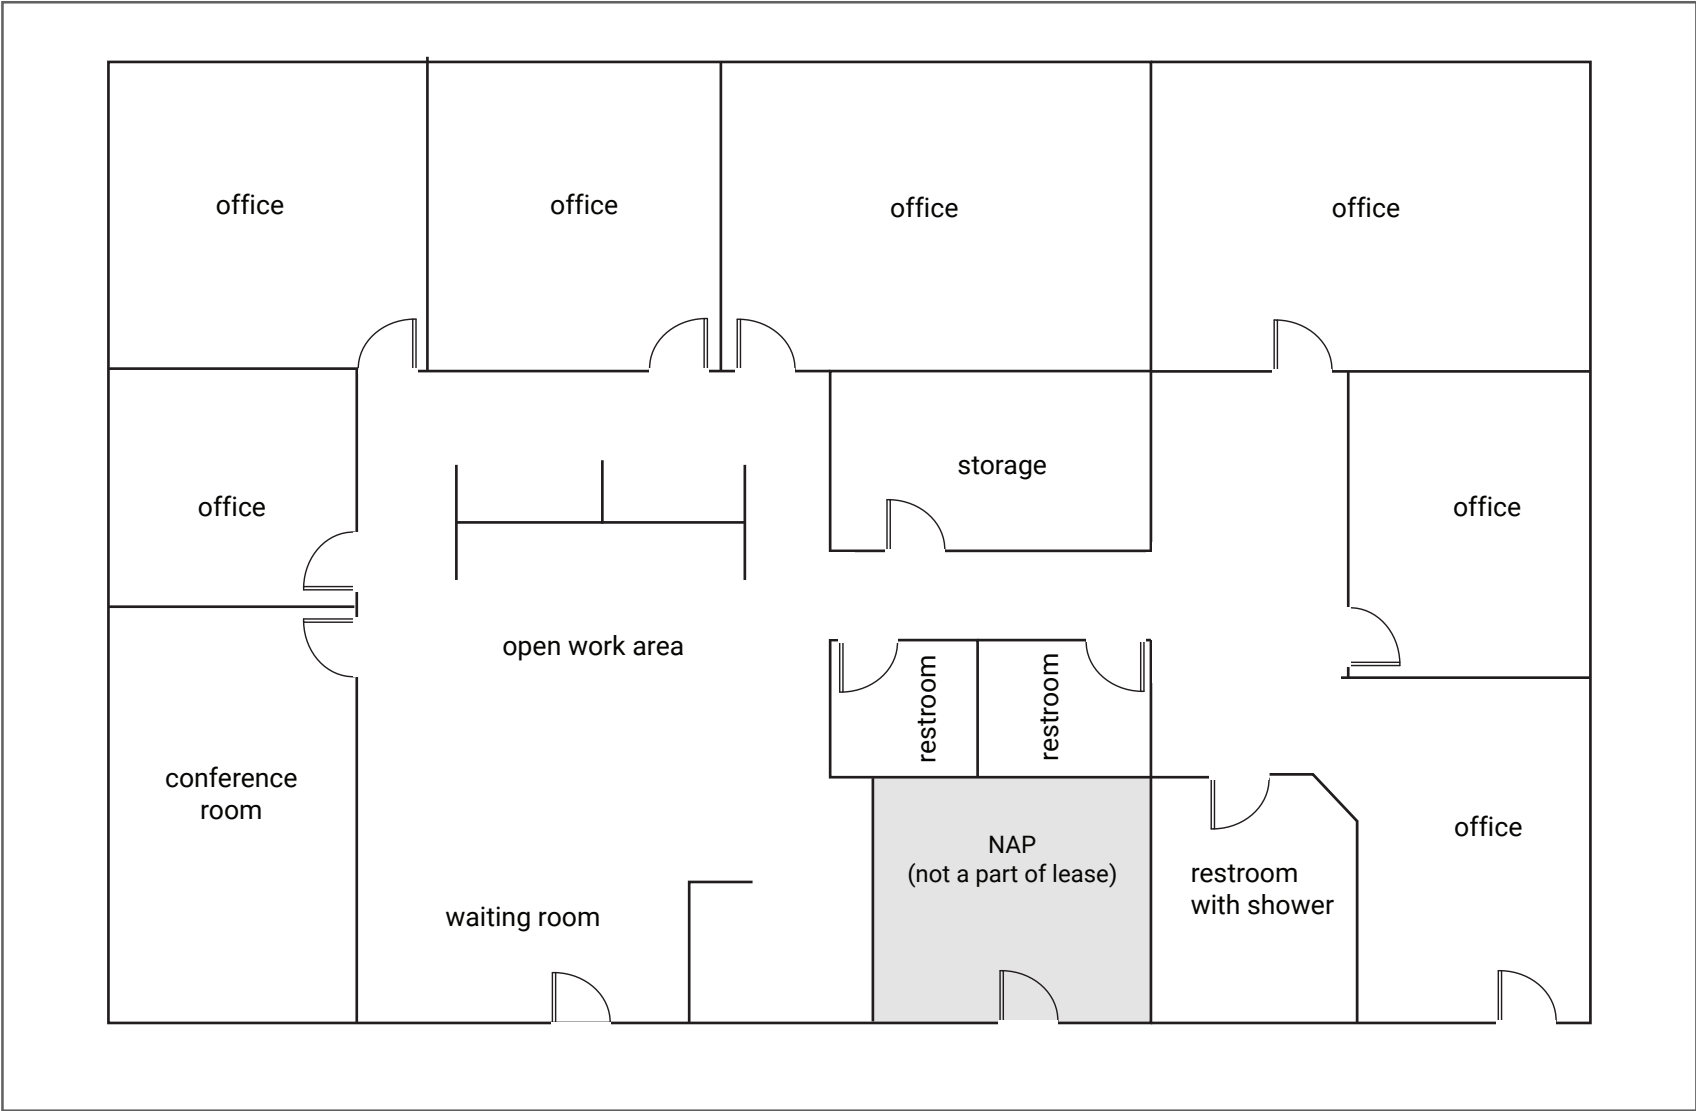 office
office
office
office
storage
office
office
open work area
restroom
restroom
conference
room
NAP
(not a part of lease)
office
restroom
with shower
waiting room